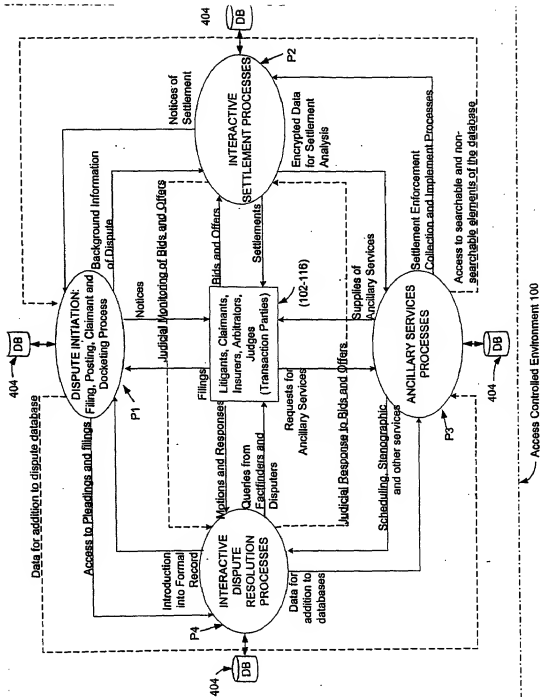 404
DB
P2
INTERACTIVE
SETTLEMENT PROCESSES
Notices of
Settlement
Encrypted Data
for Settlement
Analysis
Background Information
of Dispute
Judicial Monitoring of Bids and Offers
Bids and Offers
Settlements
Settlement Enforcement
Collection and Implement Processes
Access to searchable and non-
searchable elements of the database
404
DB
DISPUTE INITIATION:
Filing, Posting, Claimant and
Docketing Process
P1
Notices
Filings
Litigants, Claimants,
Insurers, Arbitrators,
Judges
(Transaction Parties)
(102-116)
Supplies of
Ancillary Services
Requests for
Ancillary Services
ANCILLARY SERVICES
PROCESSES
P3
DB
404
Data for addition to dispute database
Access to Pleadings and filings
Motions and Responses
Queries from
Factfinders and
Disputers
Judicial Response to Bids and Offers
Scheduling, Stenographic
and other services
Introduction
into Formal
Record
INTERACTIVE
DISPUTE
RESOLUTION
PROCESSES
P4
Data for
addition to
databases
404
DB
Access Controlled Environment 100